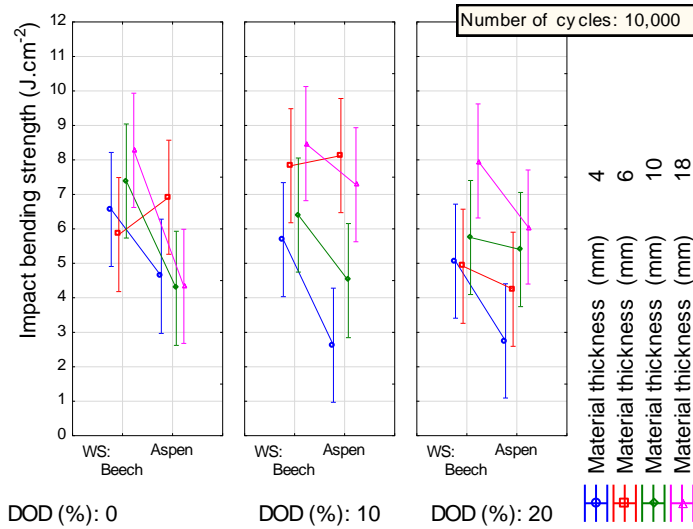 Number of cycles: 10,000
Impact bending strength (J.cm-2)
12
11
10
9
8
7
6
5
4
3
2
1
0
WS: Beech Aspen
WS: Beech Aspen
WS: Beech Aspen
DOD (%): 0
DOD (%): 10
DOD (%): 20
Material thickness (mm) 4
Material thickness (mm) 6
Material thickness (mm) 10
Material thickness (mm) 18